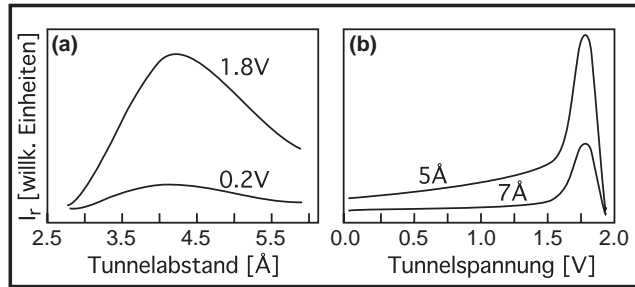 (a)
1.8V
0.2V
I_r [willk. Einheiten]
2.5 3.5 4.5 5.5
Tunnelabstand [Å]
(b)
5Å
7Å
0.0 0.5 1.0 1.5 2.0
Tunnelspannung [V]